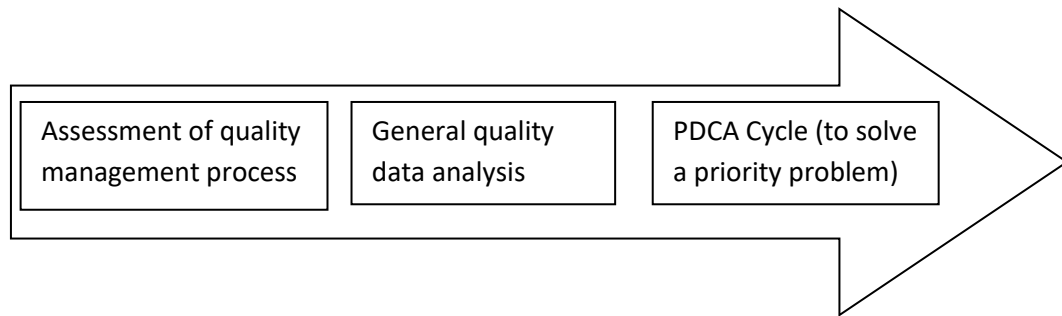 Assessment of quality
management process
General quality
data analysis
PDCA Cycle (to solve
a priority problem)